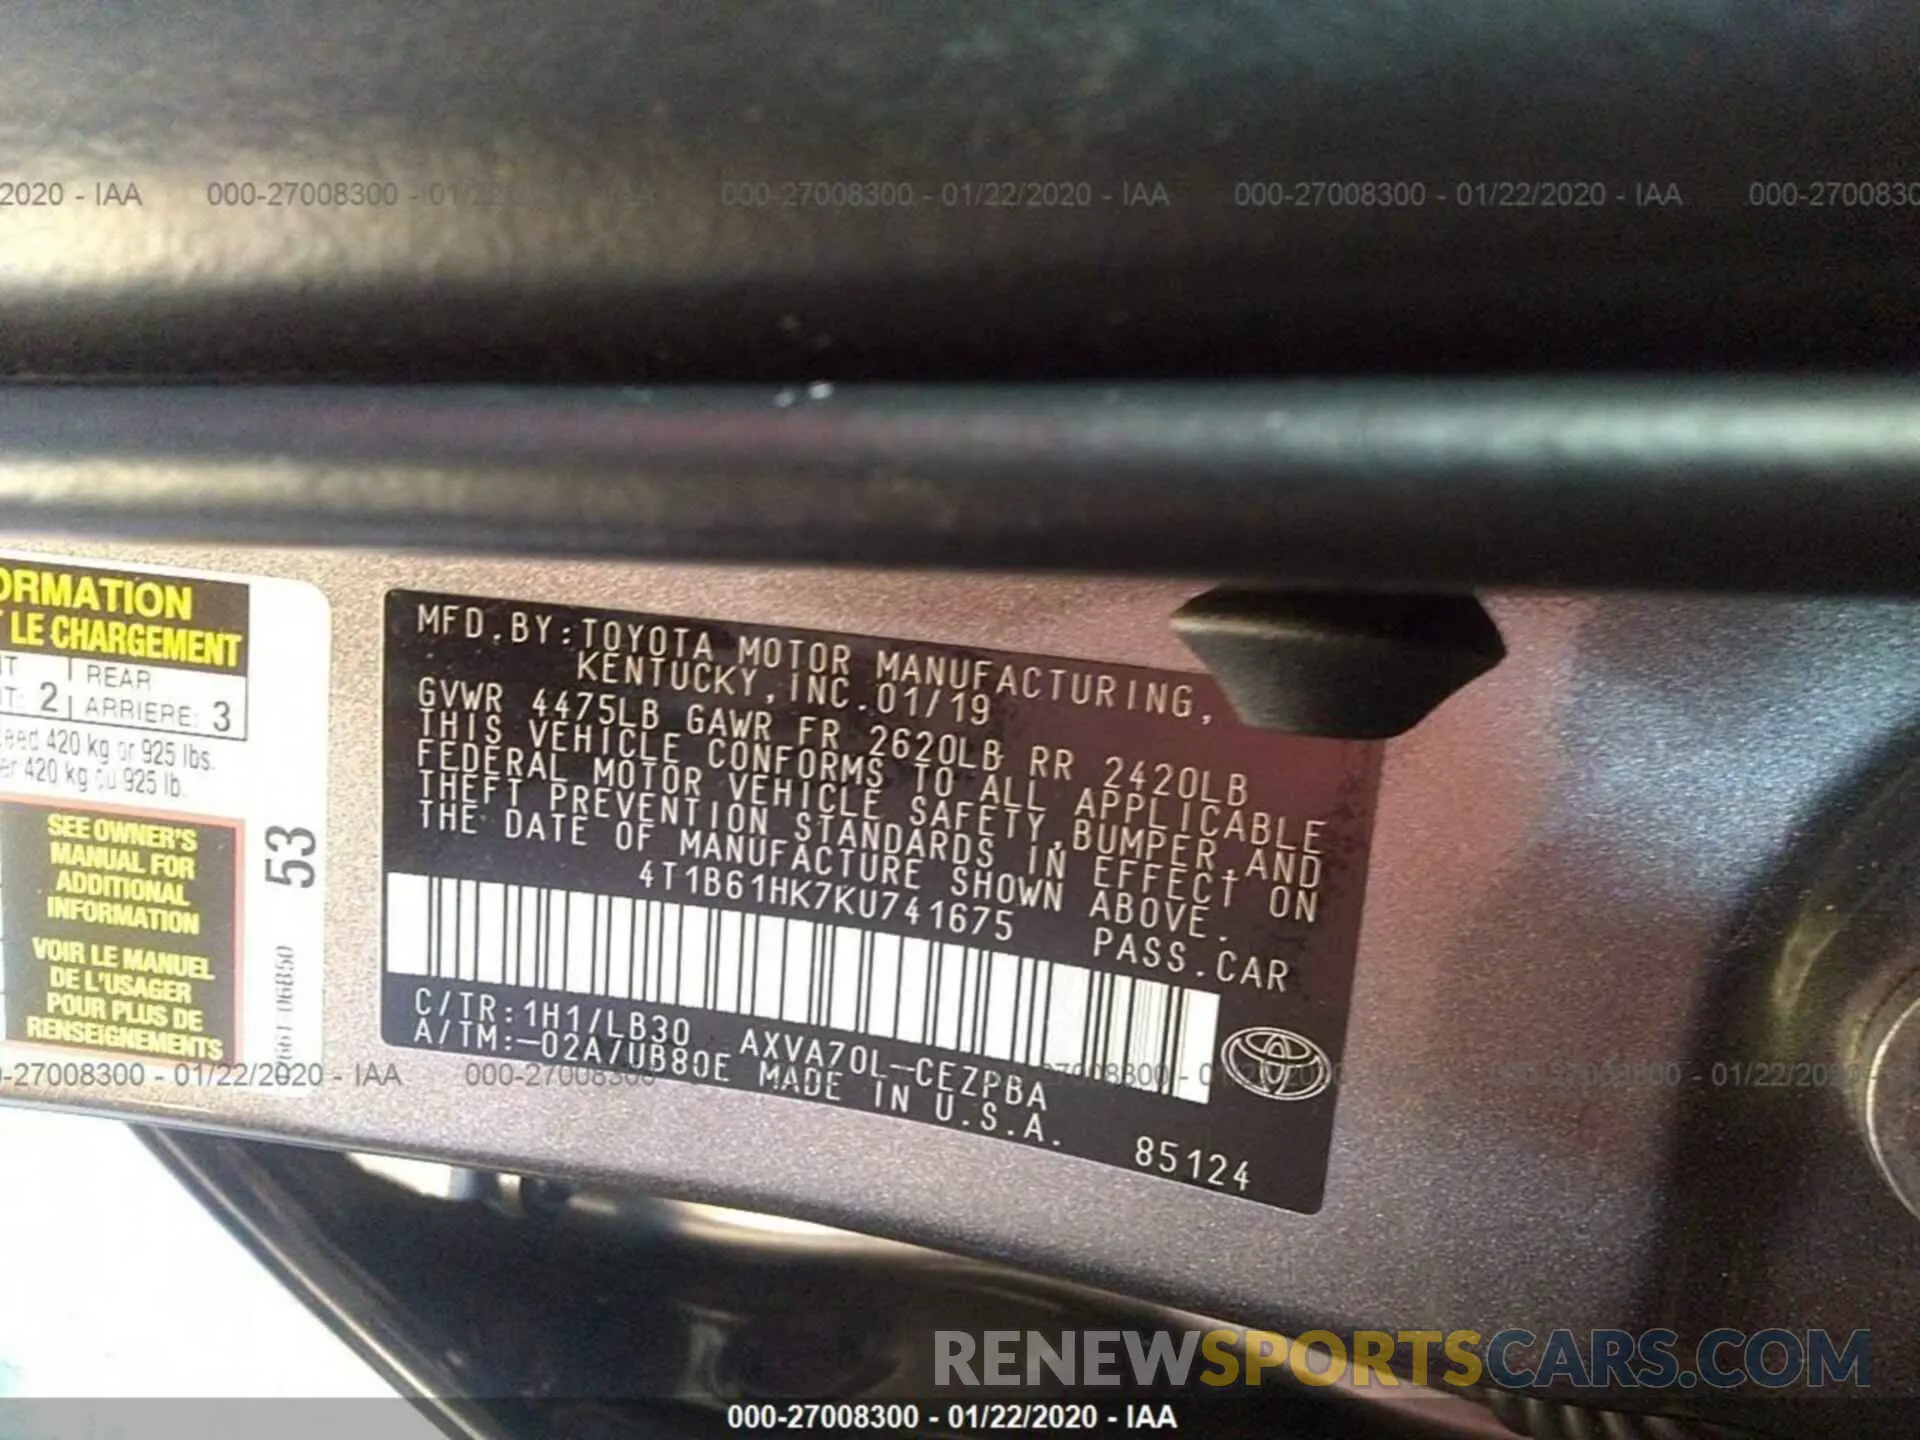 2020 - IAA 000-27008300 - 01/22/2020 - IAA 000-27008300 - 01/22/2020 - IAA 000-2700830
ORMATION
LE CHARGEMENT
REAR
2 ARRIERE: 3
420 kg or 925 lbs.
420 kg ou 925 lb.
SEE OWNER'S
MANUAL FOR
ADDITIONAL
INFORMATION
VOIR LE MANUEL
DE L'USAGER
POUR PLUS DE
RENSEIGNEMENTS
53
06B50
MFD.BY:TOYOTA MOTOR MANUFACTURING,
KENTUCKY,INC.01/19
GVWR 4475LB GAWR FR 2620LB RR 2420LB
THIS VEHICLE CONFORMS TO ALL APPLICABLE
FEDERAL MOTOR VEHICLE SAFETY,BUMPER,AND
THEFT PREVENTION STANDARDS IN EFFECT ON
THE DATE OF MANUFACTURE SHOWN ABOVE.
4T1B61HK7KU741675 PASS.CAR
C/TR:1H1/LB30 AXVA70L-CEZPBA
A/TM:-02A/UB80E MADE IN U.S.A.
85124
-27008300 - 01/22/2020 - IAA 000-27008300
RENEWSPORTSCARS.COM
000-27008300 - 01/22/2020 - IAA